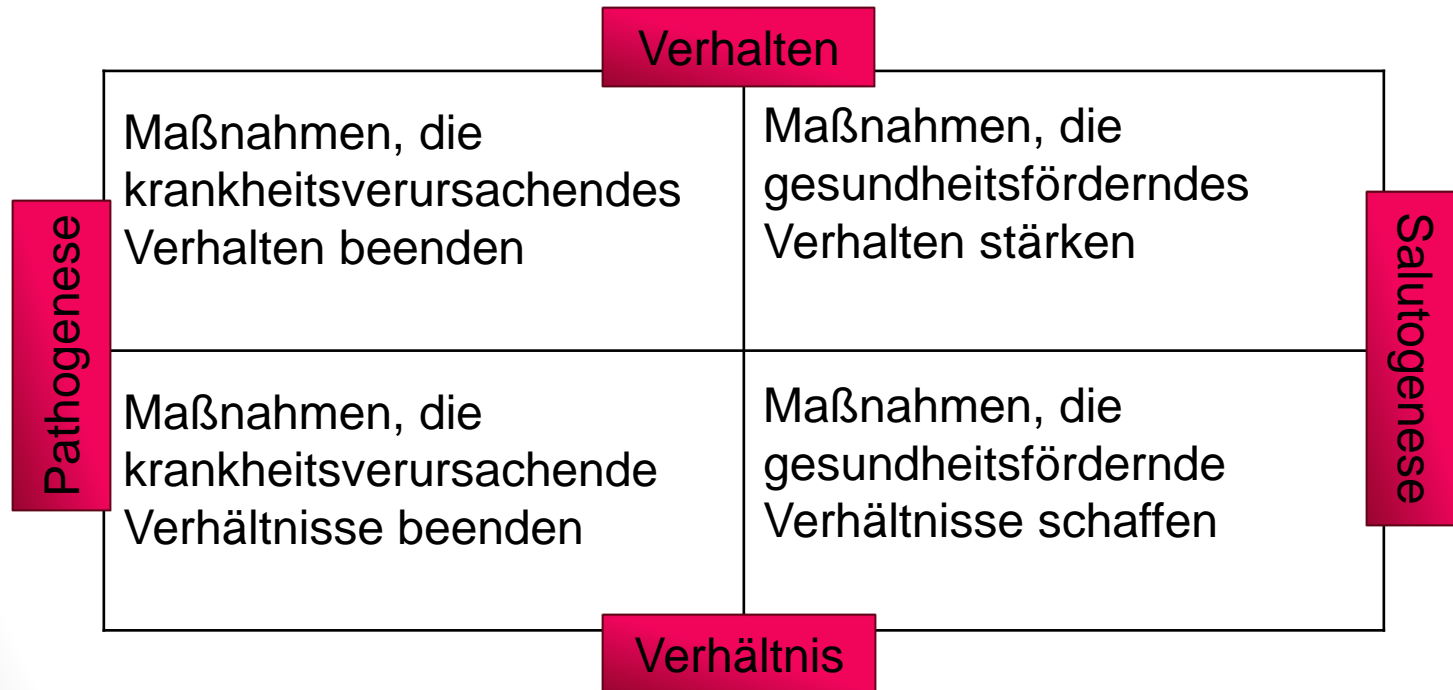 Verhalten
Maßnahmen, die
krankheitsverursachendes
Verhalten beenden
Maßnahmen, die
gesundheitsförderndes
Verhalten stärken
Pathogenese
Salutogenese
Maßnahmen, die
krankheitsverursachende
Verhältnisse beenden
Maßnahmen, die
gesundheitsfördernde
Verhältnisse schaffen
Verhältnis